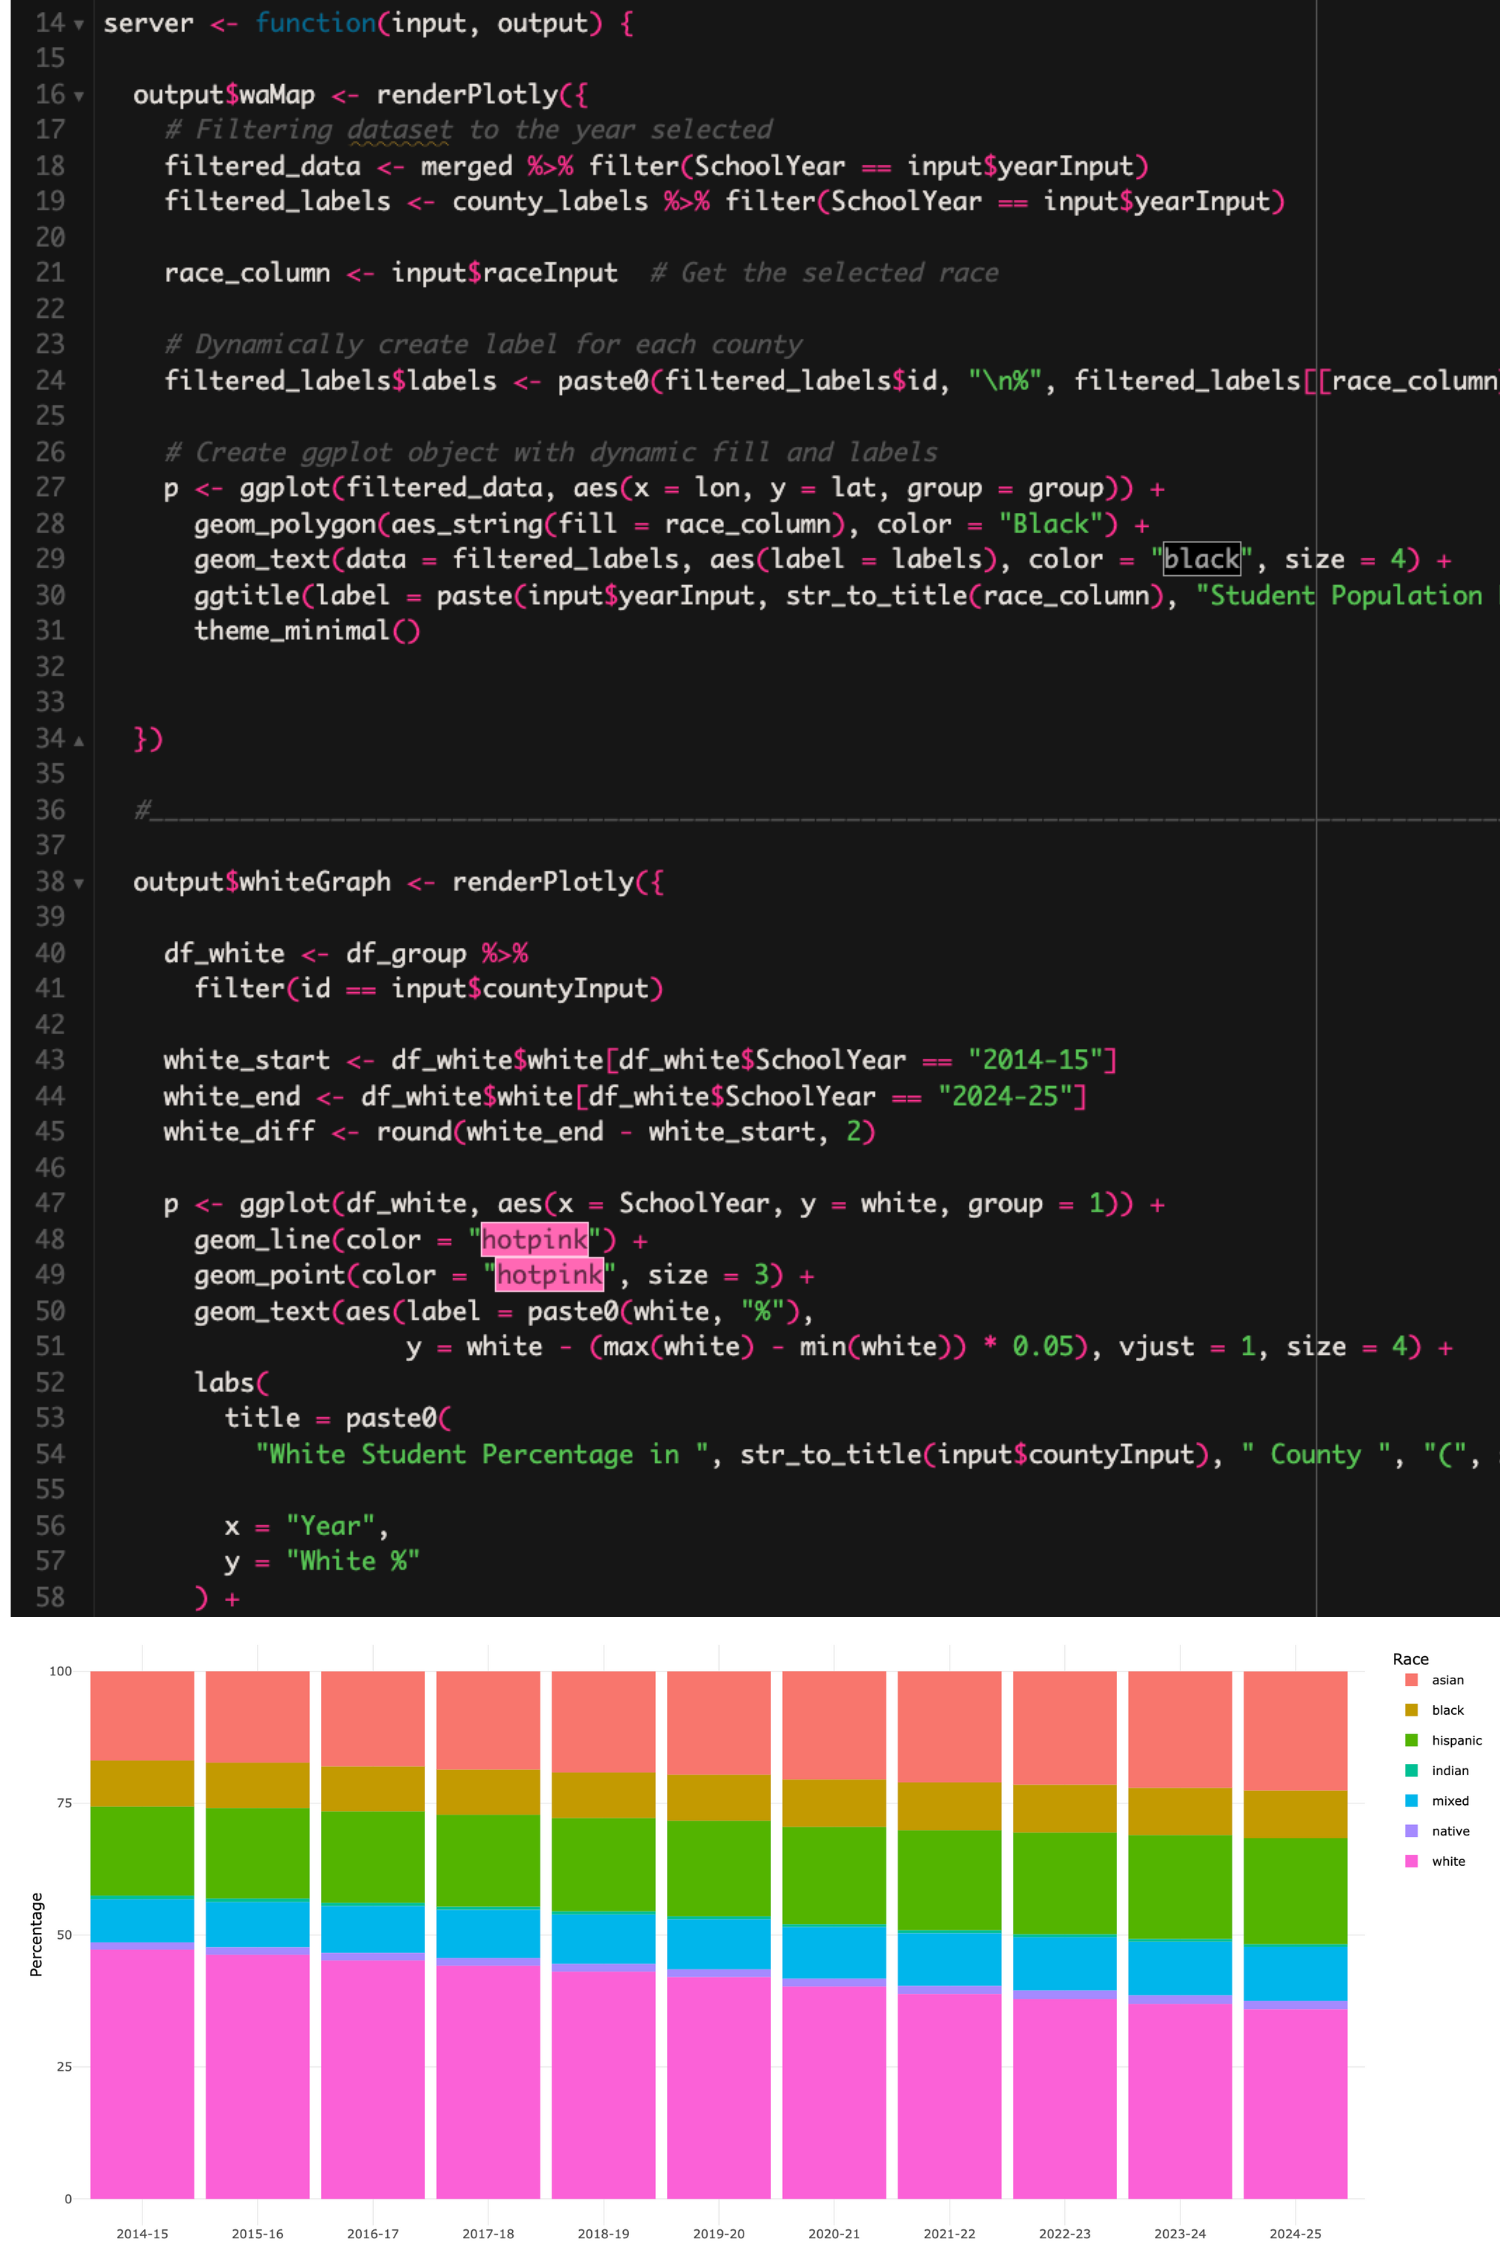 14 server <- function(input, output) {
15
16 output$waMap <- renderPlotly({
17 # Filtering dataset to the year selected
18 filtered_data <- merged %>% filter(SchoolYear == input$yearInput)
19 filtered_labels <- county_labels %>% filter(SchoolYear == input$yearInput)
20
21 race_column <- input$raceInput  # Get the selected race
22
23 # Dynamically create label for each county
24 filtered_labels$labels <- paste0(filtered_labels$id, "\n%", filtered_labels[[race_column]
25
26 # Create ggplot object with dynamic fill and labels
27 p <- ggplot(filtered_data, aes(x = lon, y = lat, group = group)) +
28 geom_polygon(aes_string(fill = race_column), color = "Black") +
29 geom_text(data = filtered_labels, aes(label = labels), color = "black", size = 4) +
30 ggtitle(label = paste(input$yearInput, str_to_title(race_column), "Student Population
31 theme_minimal()
32
33
34 })
35
36 #__________________________________________________________________________________________
37
38 output$whiteGraph <- renderPlotly({
39
40 df_white <- df_group %>%
41 filter(id == input$countyInput)
42
43 white_start <- df_white$white[df_white$SchoolYear == "2014-15"]
44 white_end <- df_white$white[df_white$SchoolYear == "2024-25"]
45 white_diff <- round(white_end - white_start, 2)
46
47 p <- ggplot(df_white, aes(x = SchoolYear, y = white, group = 1)) +
48 geom_line(color = "hotpink") +
49 geom_point(color = "hotpink", size = 3) +
50 geom_text(aes(label = paste0(white, "%"),
51 y = white - (max(white) - min(white)) * 0.05), vjust = 1, size = 4) +
52 labs(
53 title = paste0(
54 "White Student Percentage in ", str_to_title(input$countyInput), " County ", "(",
55
56 x = "Year",
57 y = "White %"
58 ) +
Race
asian
black
hispanic
indian
mixed
native
white
Percentage
100
75
50
25
0
2014-15 2015-16 2016-17 2017-18 2018-19 2019-20 2020-21 2021-22 2022-23 2023-24 2024-25